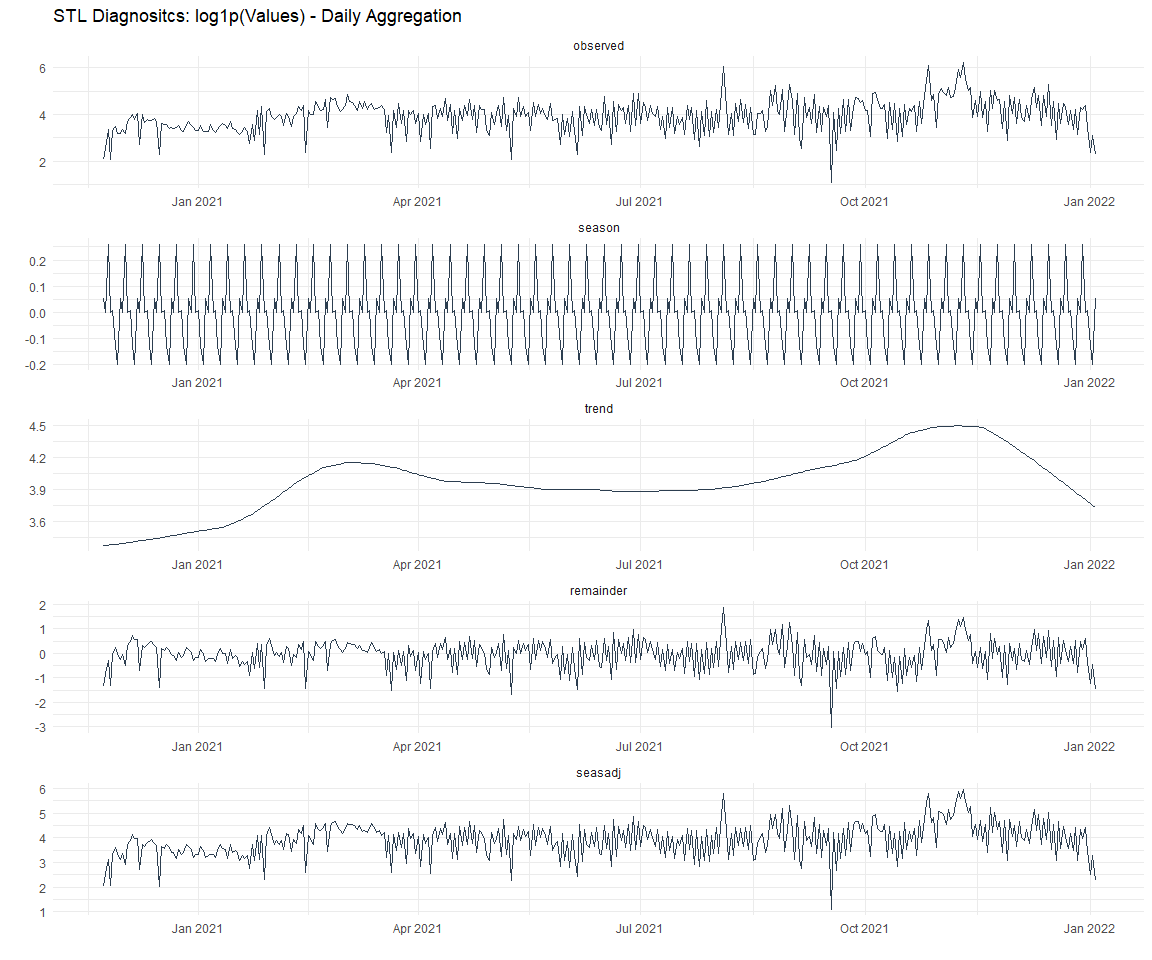 STL Diagnositcs: log1p(Values) - Daily Aggregation
observed
6
4
2
Jan 2021 Apr 2021 Jul 2021 Oct 2021 Jan 2022
season
0.2
0.1
0.0
-0.1
-0.2
Jan 2021 Apr 2021 Jul 2021 Oct 2021 Jan 2022
trend
4.5
4.2
3.9
3.6
Jan 2021 Apr 2021 Jul 2021 Oct 2021 Jan 2022
remainder
2
1
0
-1
-2
-3
Jan 2021 Apr 2021 Jul 2021 Oct 2021 Jan 2022
seasadj
6
5
4
3
2
1
Jan 2021 Apr 2021 Jul 2021 Oct 2021 Jan 2022